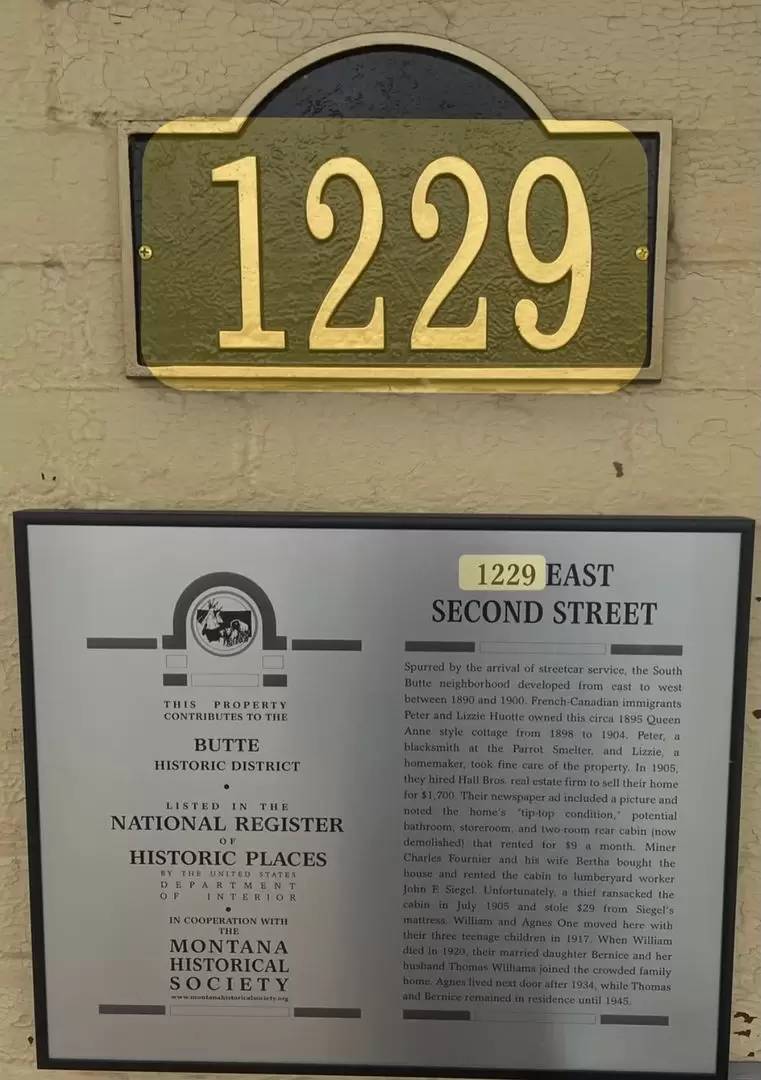 1229
THIS PROPERTY
CONTRIBUTES TO THE
BUTTE
HISTORIC DISTRICT
•
LISTED IN THE
NATIONAL REGISTER
OF
HISTORIC PLACES
BY THE UNITED STATES
DEPARTMENT
OF INTERIOR
•
IN COOPERATION WITH
THE
MONTANA
HISTORICAL
SOCIETY
www.montanahistoricalsociety.org
1229 EAST
SECOND STREET
Spurred by the arrival of streetcar service, the South
Butte neighborhood developed from east to west
between 1890 and 1900. French-Canadian immigrants
Peter and Lizzie Huotte owned this circa 1895 Queen
Anne style cottage from 1898 to 1904. Peter, a
blacksmith at the Parrot Smelter, and Lizzie, a
homemaker, took fine care of the property. In 1905,
they hired Hall Bros. real estate firm to sell their home
for $1,700. Their newspaper ad included a picture and
noted the home's "tip-top condition," potential
bathroom, storeroom, and two-room rear cabin (now
demolished) that rented for $9 a month. Miner
Charles Fournier and his wife Bertha bought the
house and rented the cabin to lumberyard worker
John F. Siegel. Unfortunately, a thief ransacked the
cabin in July 1905 and stole $29 from Siegel's
mattress. William and Agnes One moved here with
their three teenage children in 1917. When William
died in 1920, their married daughter Bernice and her
husband Thomas Williams joined the crowded family
home. Agnes lived next door after 1934, while Thomas
and Bernice remained in residence until 1945.